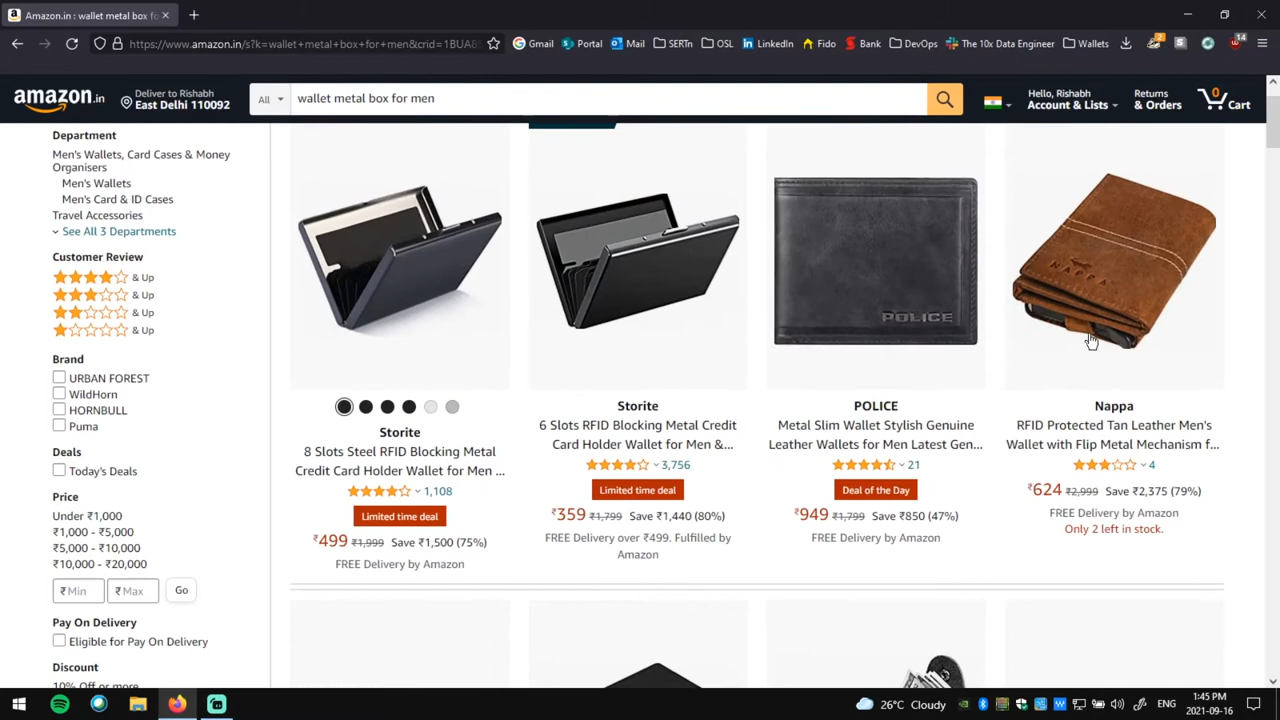 Amazon.in : wallet metal box fo
https://www.amazon.in/s?k=wallet+metal+box+for+men&crid=1BUA8
Gmail
Portal
Mail
SERTn
OSL
LinkedIn
Fido
Bank
DevOps
The 10x Data Engineer
Wallets
2
14
amazon.in
Deliver to Rishabh
East Delhi 110092
All
wallet metal box for men
Hello, Rishabh
Account & Lists
Returns
& Orders
0
Cart
Department
Men's Wallets, Card Cases & Money
Organisers
Men's Wallets
Men's Card & ID Cases
Travel Accessories
See All 3 Departments
Customer Review
& Up
& Up
& Up
& Up
Brand
URBAN FOREST
WildHorn
HORNBULL
Puma
Deals
Today's Deals
Price
Under ₹1,000
₹1,000 - ₹5,000
₹5,000 - ₹10,000
₹10,000 - ₹20,000
₹ Min
₹ Max
Go
Pay On Delivery
Eligible for Pay On Delivery
Discount
10% Off or more
Storite
8 Slots Steel RFID Blocking Metal
Credit Card Holder Wallet for Men ...
1,108
Limited time deal
₹499 ₹1,999 Save ₹1,500 (75%)
FREE Delivery by Amazon
Storite
6 Slots RFID Blocking Metal Credit
Card Holder Wallet for Men &...
3,756
Limited time deal
₹359 ₹1,799 Save ₹1,440 (80%)
FREE Delivery over ₹499. Fulfilled by
Amazon
POLICE
POLICE
Metal Slim Wallet Stylish Genuine
Leather Wallets for Men Latest Gen...
21
Deal of the Day
₹949 ₹1,799 Save ₹850 (47%)
FREE Delivery by Amazon
NAPPA
Nappa
RFID Protected Tan Leather Men's
Wallet with Flip Metal Mechanism f...
4
₹624 ₹2,999 Save ₹2,375 (79%)
FREE Delivery by Amazon
Only 2 left in stock.
26°C Cloudy
ENG
1:45 PM
2021-09-16